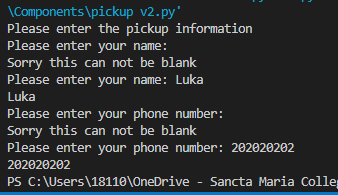 \Components\pickup v2.py'
Please enter the pickup information
Please enter your name:
Sorry this can not be blank
Please enter your name: Luka
Luka
Please enter your phone number:
Sorry this can not be blank
Please enter your phone number: 202020202
202020202
PS C:\Users\18110\OneDrive - Sancta Maria Colleg